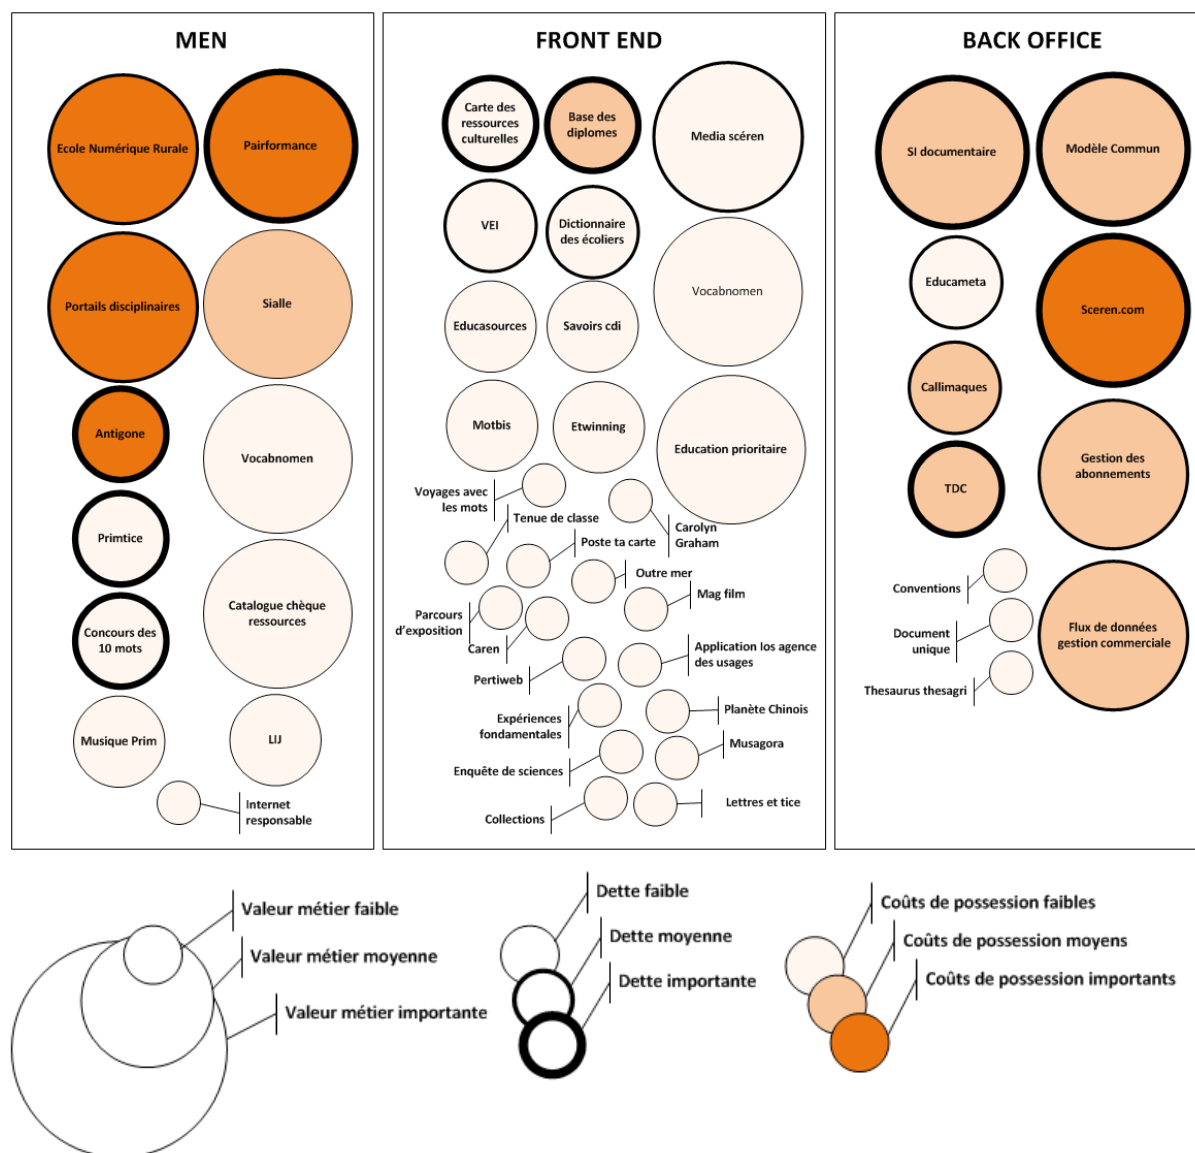 MEN
Ecole Numérique Rurale
Pairformance
Portails disciplinaires
Sialle
Antigone
Vocabnomen
Primtice
Catalogue chèque
ressources
Concours des
10 mots
Musique Prim
LIJ
Internet
responsable
FRONT END
Carte des
ressources
culturelles
Base des
diplomes
Media scéren
VEI
Dictionnaire
des écoliers
Vocabnomen
Educasources
Savoirs cdi
Motbis
Etwinning
Education prioritaire
Voyages avec
les mots
Tenue de classe
Carolyn
Graham
Poste ta carte
Outre mer
Mag film
Parcours
d'exposition
Caren
Application los agence
des usages
Pertiweb
Planète Chinois
Expériences
fondamentales
Musagora
Enquête de sciences
Lettres et tice
Collections
BACK OFFICE
SI documentaire
Modèle Commun
Educameta
Sceren.com
Callimaques
Gestion des
abonnements
TDC
Conventions
Document
unique
Flux de données
gestion commerciale
Thesaurus thesagri
Valeur métier faible
Valeur métier moyenne
Valeur métier importante
Dette faible
Dette moyenne
Dette importante
Coûts de possession faibles
Coûts de possession moyens
Coûts de possession importants